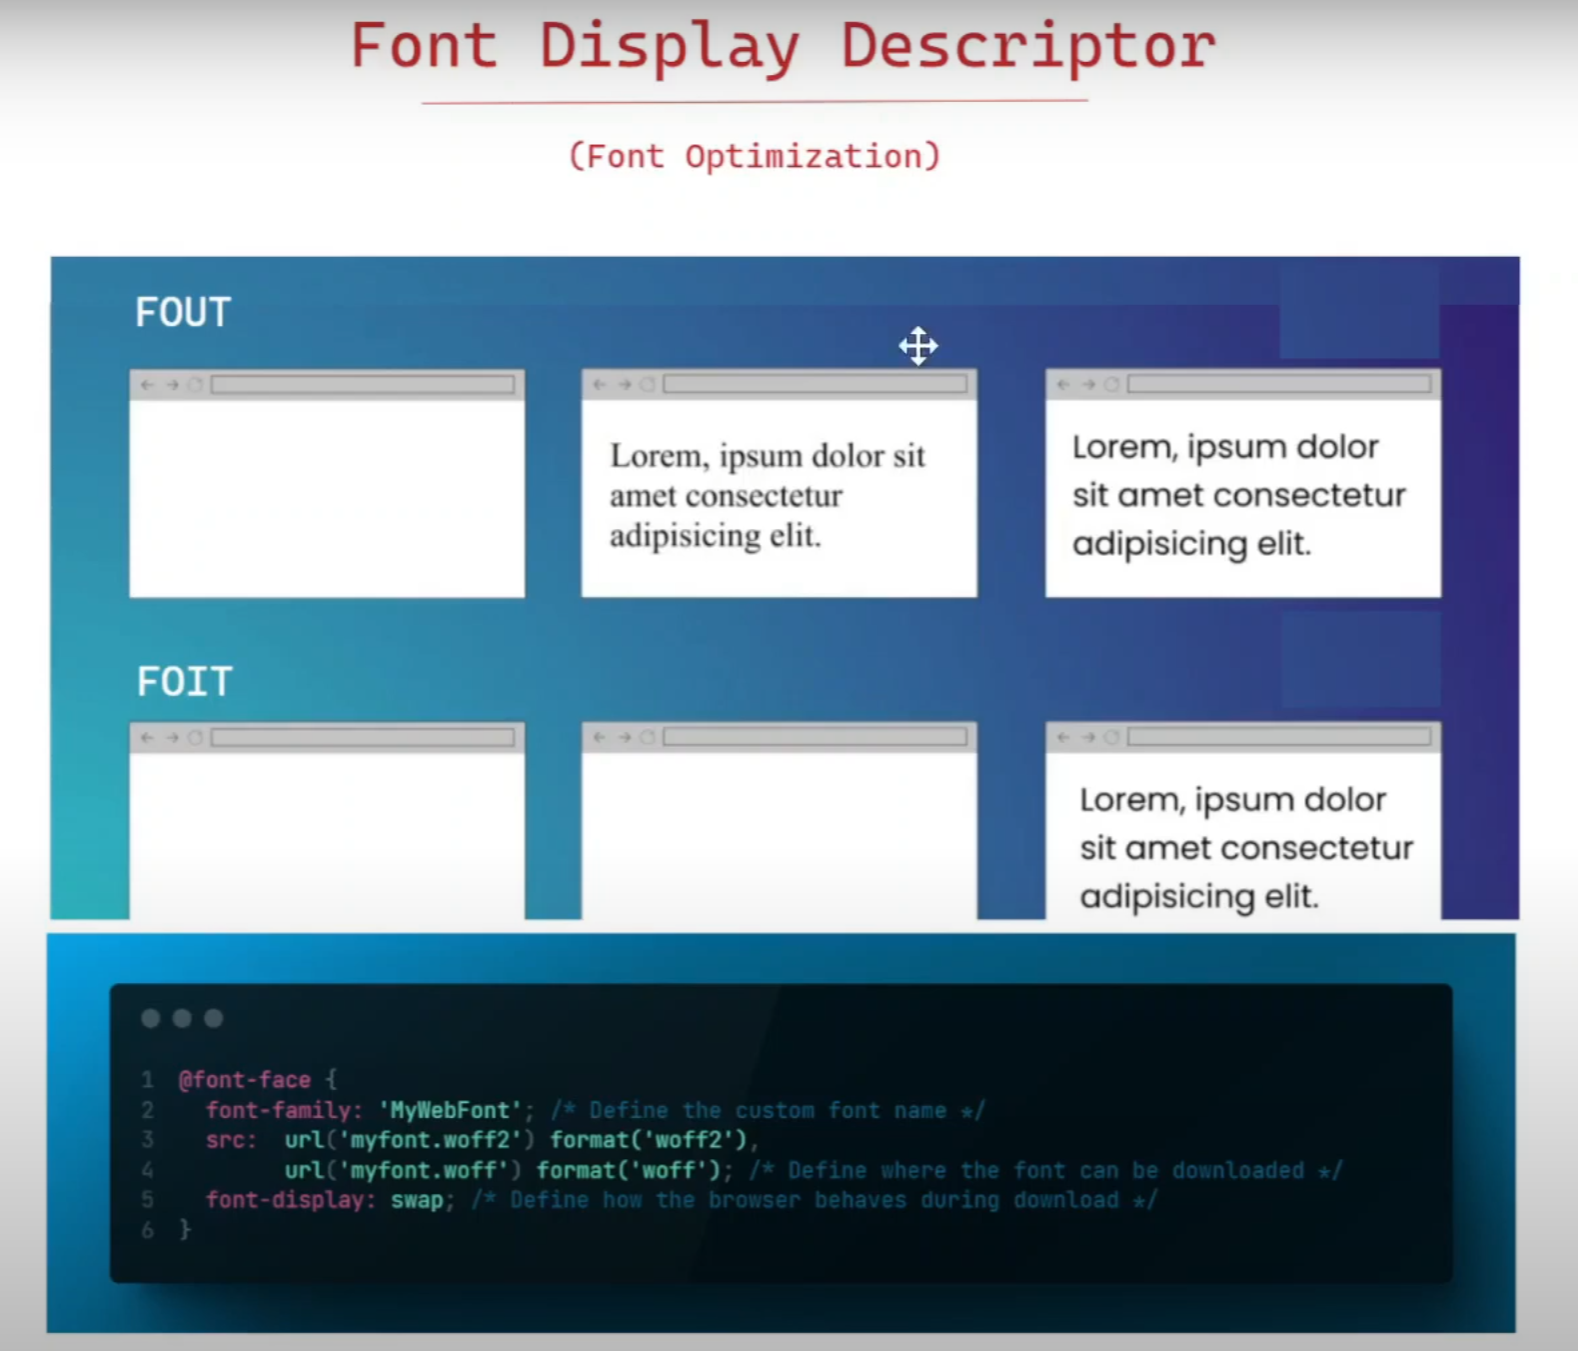 Font Display Descriptor
(Font Optimization)
FOUT
Lorem, ipsum dolor sit
amet consectetur
adipisicing elit.
Lorem, ipsum dolor
sit amet consectetur
adipisicing elit.
FOIT
Lorem, ipsum dolor
sit amet consectetur
adipisicing elit.
1 @font-face {
2   font-family: 'MyWebFont'; /* Define the custom font name */
3   src:  url('myfont.woff2') format('woff2'),
4         url('myfont.woff') format('woff'); /* Define where the font can be downloaded */
5   font-display: swap; /* Define how the browser behaves during download */
6 }